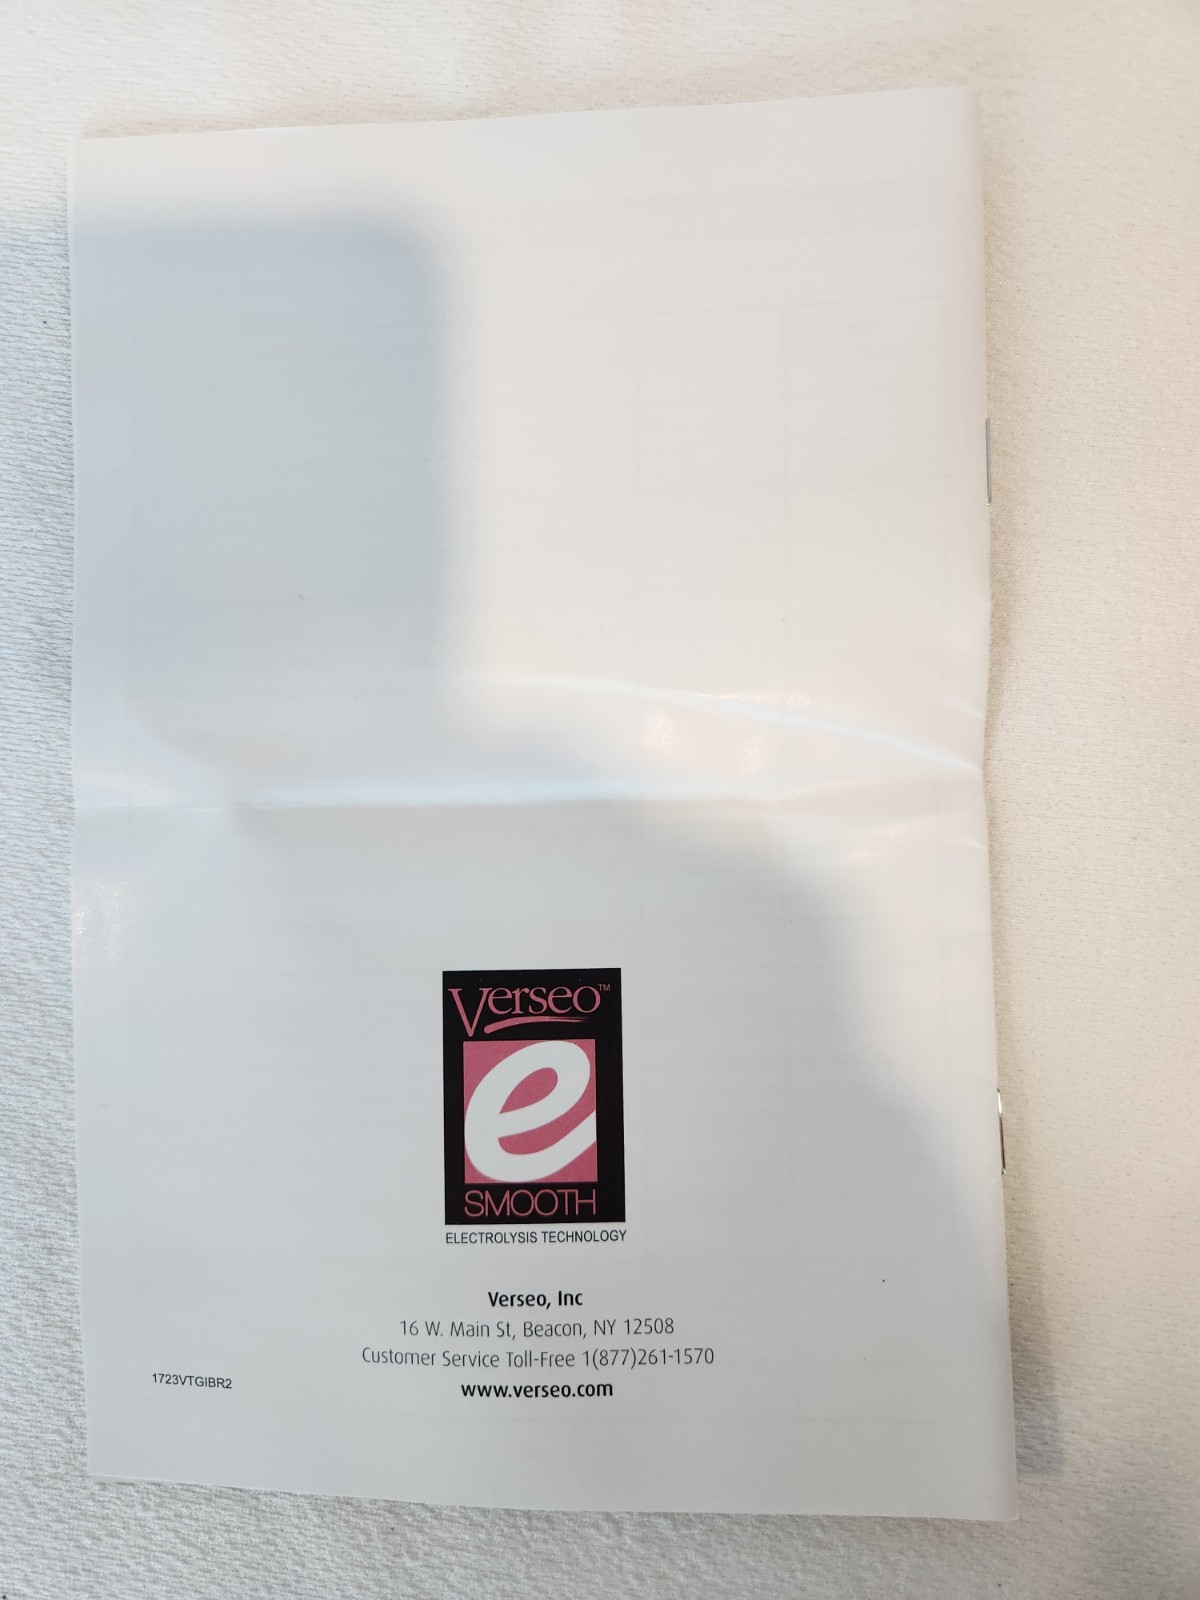 Verseo™
e
SMOOTH
ELECTROLYSIS TECHNOLOGY
Verseo, Inc
16 W. Main St, Beacon, NY 12508
Customer Service Toll-Free 1(877)261-1570
www.verseo.com
1723VTGIBR2